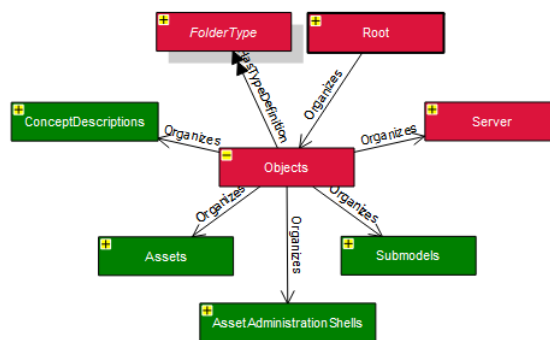 FolderType
Root
HasTypeDefinition
Organizes
ConceptDescriptions
Organizes
Organizes
Server
Objects
Organizes
Organizes
Organizes
Assets
Submodels
AssetAdministrationShells